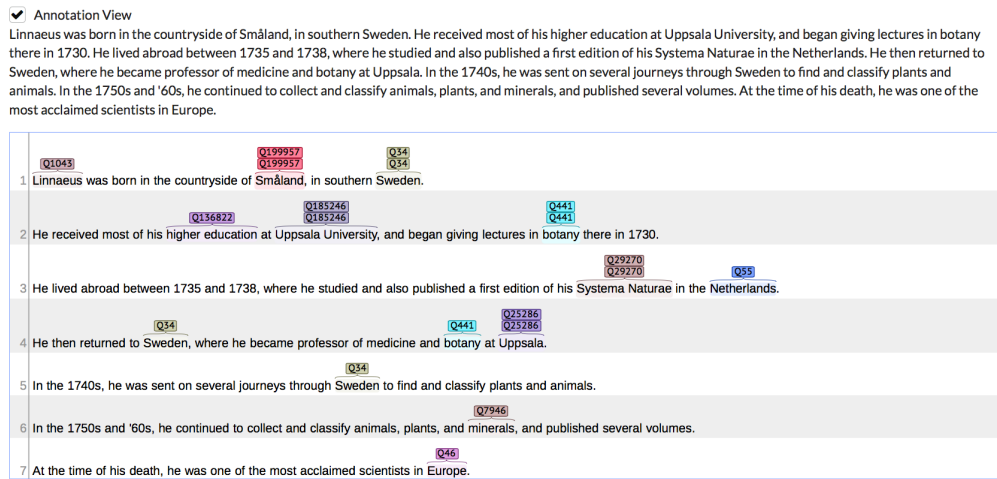 Annotation View
Linnaeus was born in the countryside of Småland, in southern Sweden. He received most of his higher education at Uppsala University, and began giving lectures in botany
there in 1730. He lived abroad between 1735 and 1738, where he studied and also published a first edition of his Systema Naturae in the Netherlands. He then returned to
Sweden, where he became professor of medicine and botany at Uppsala. In the 1740s, he was sent on several journeys through Sweden to find and classify plants and
animals. In the 1750s and '60s, he continued to collect and classify animals, plants, and minerals, and published several volumes. At the time of his death, he was one of the
most acclaimed scientists in Europe.
Q199957 Q34
Q1043 Q199957 Q34
1 Linnaeus was born in the countryside of Småland, in southern Sweden.
Q185246 Q441
Q136822 Q185246 Q441
2 He received most of his higher education at Uppsala University, and began giving lectures in botany there in 1730.
Q29270
Q29270 Q55
3 He lived abroad between 1735 and 1738, where he studied and also published a first edition of his Systema Naturae in the Netherlands.
Q25286
Q34 Q441 Q25286
4 He then returned to Sweden, where he became professor of medicine and botany at Uppsala.
Q34
5 In the 1740s, he was sent on several journeys through Sweden to find and classify plants and animals.
Q7946
6 In the 1750s and '60s, he continued to collect and classify animals, plants, and minerals, and published several volumes.
Q46
7 At the time of his death, he was one of the most acclaimed scientists in Europe.